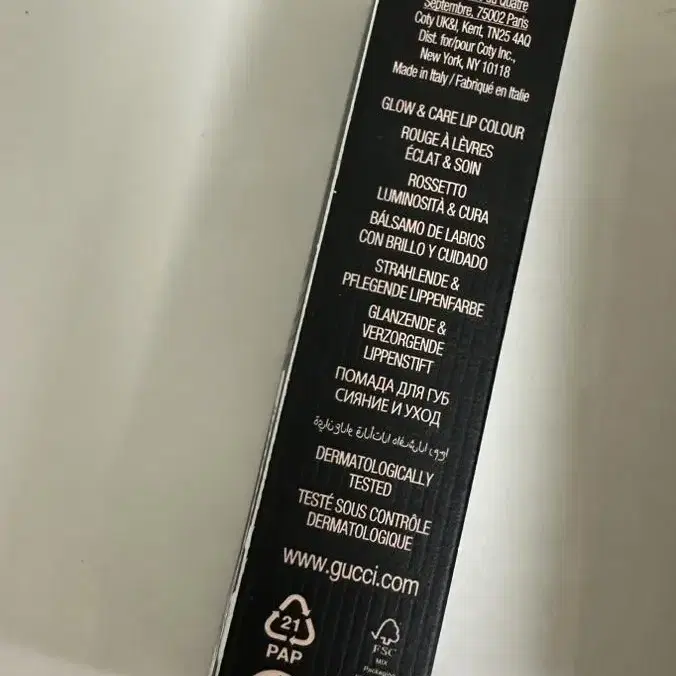 Quatre
Septembre, 75002 Paris
Coty UK&I, Kent, TN25 4AQ
Dist. for/pour Coty Inc.,
New York, NY 10118
Made in Italy / Fabriqué en Italie
GLOW & CARE LIP COLOUR
ROUGE À LÈVRES
ÉCLAT & SOIN
ROSSETTO
LUMINOSITÀ & CURA
BÁLSAMO DE LABIOS
CON BRILLO Y CUIDADO
STRAHLENDE &
PFLEGENDE LIPPENFARBE
GLANZENDE &
VERZORGENDE
LIPPENSTIFT
ПОМАДА ДЛЯ ГУБ
СИЯНИЕ И УХОД
DERMATOLOGICALLY
TESTED
TESTÉ SOUS CONTRÔLE
DERMATOLOGIQUE
www.gucci.com
21
PAP
FSC
MIX
Packaging